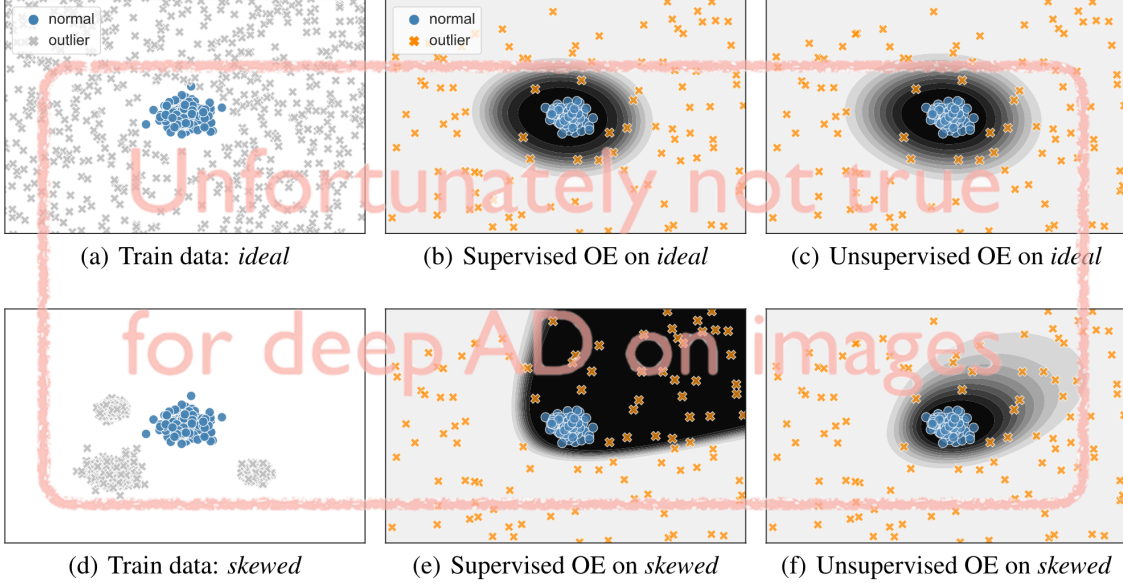 normal
outlier
normal
outlier
Unfortunately not true
(a) Train data: ideal
(b) Supervised OE on ideal
(c) Unsupervised OE on ideal
for deep AD on images
(d) Train data: skewed
(e) Supervised OE on skewed
(f) Unsupervised OE on skewed